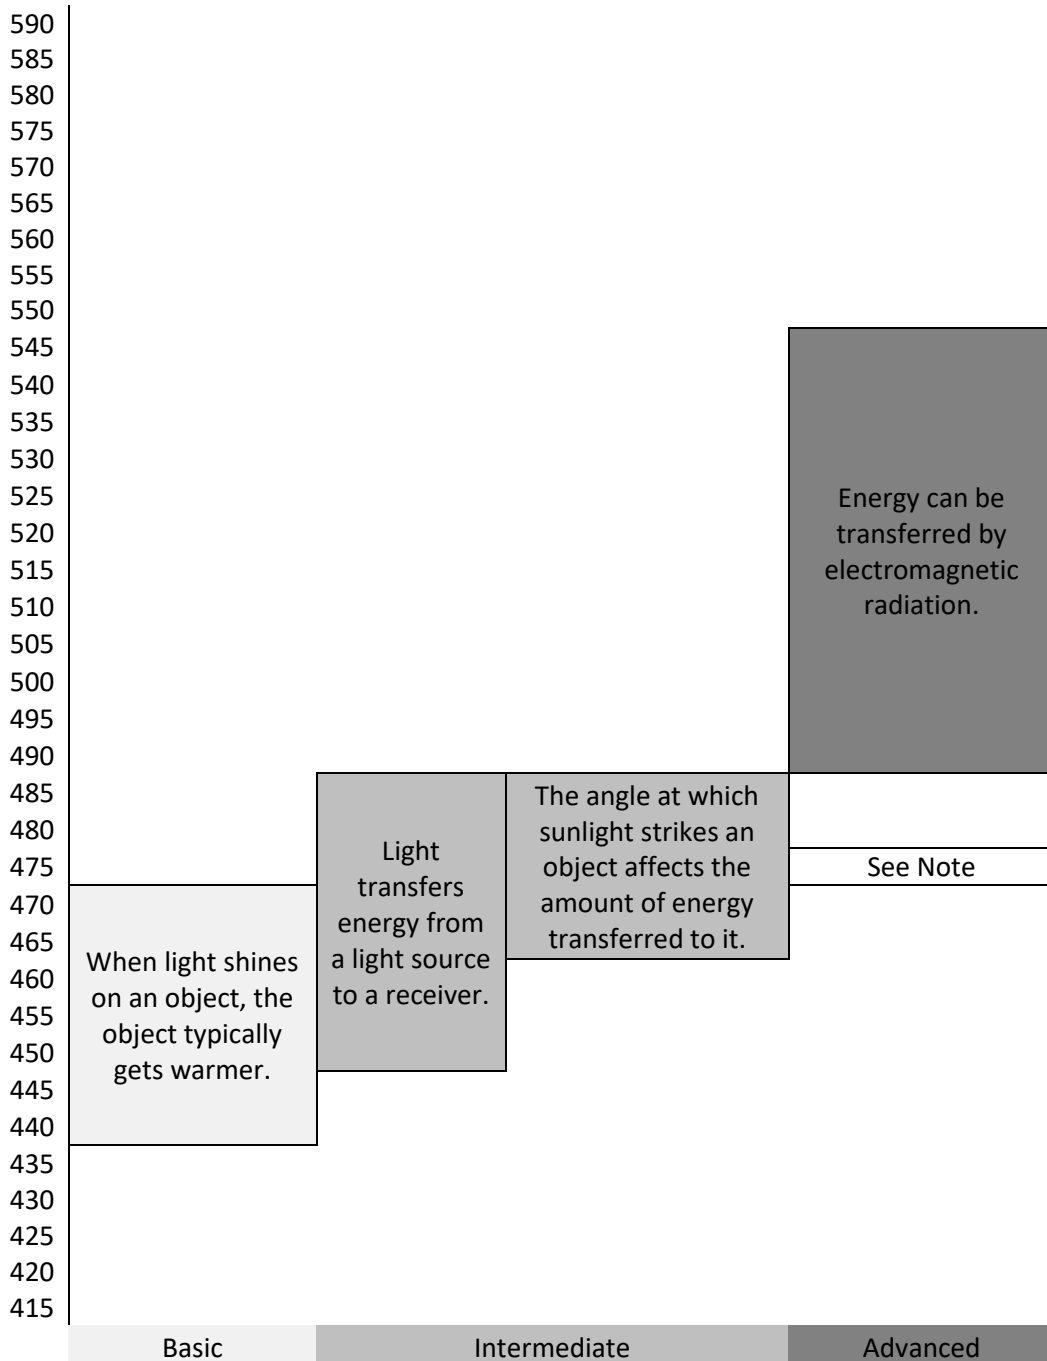 590
585
580
575
570
565
560
555
550
545
540
535
530
525
520
515
510
505
500
495
490
485
480
475
470
465
460
455
450
445
440
435
430
425
420
415
When light shines
on an object, the
object typically
gets warmer.
Light
transfers
energy from
a light source
to a receiver.
The angle at which
sunlight strikes an
object affects the
amount of energy
transferred to it.
Energy can be
transferred by
electromagnetic
radiation.
See Note
Basic
Intermediate
Advanced